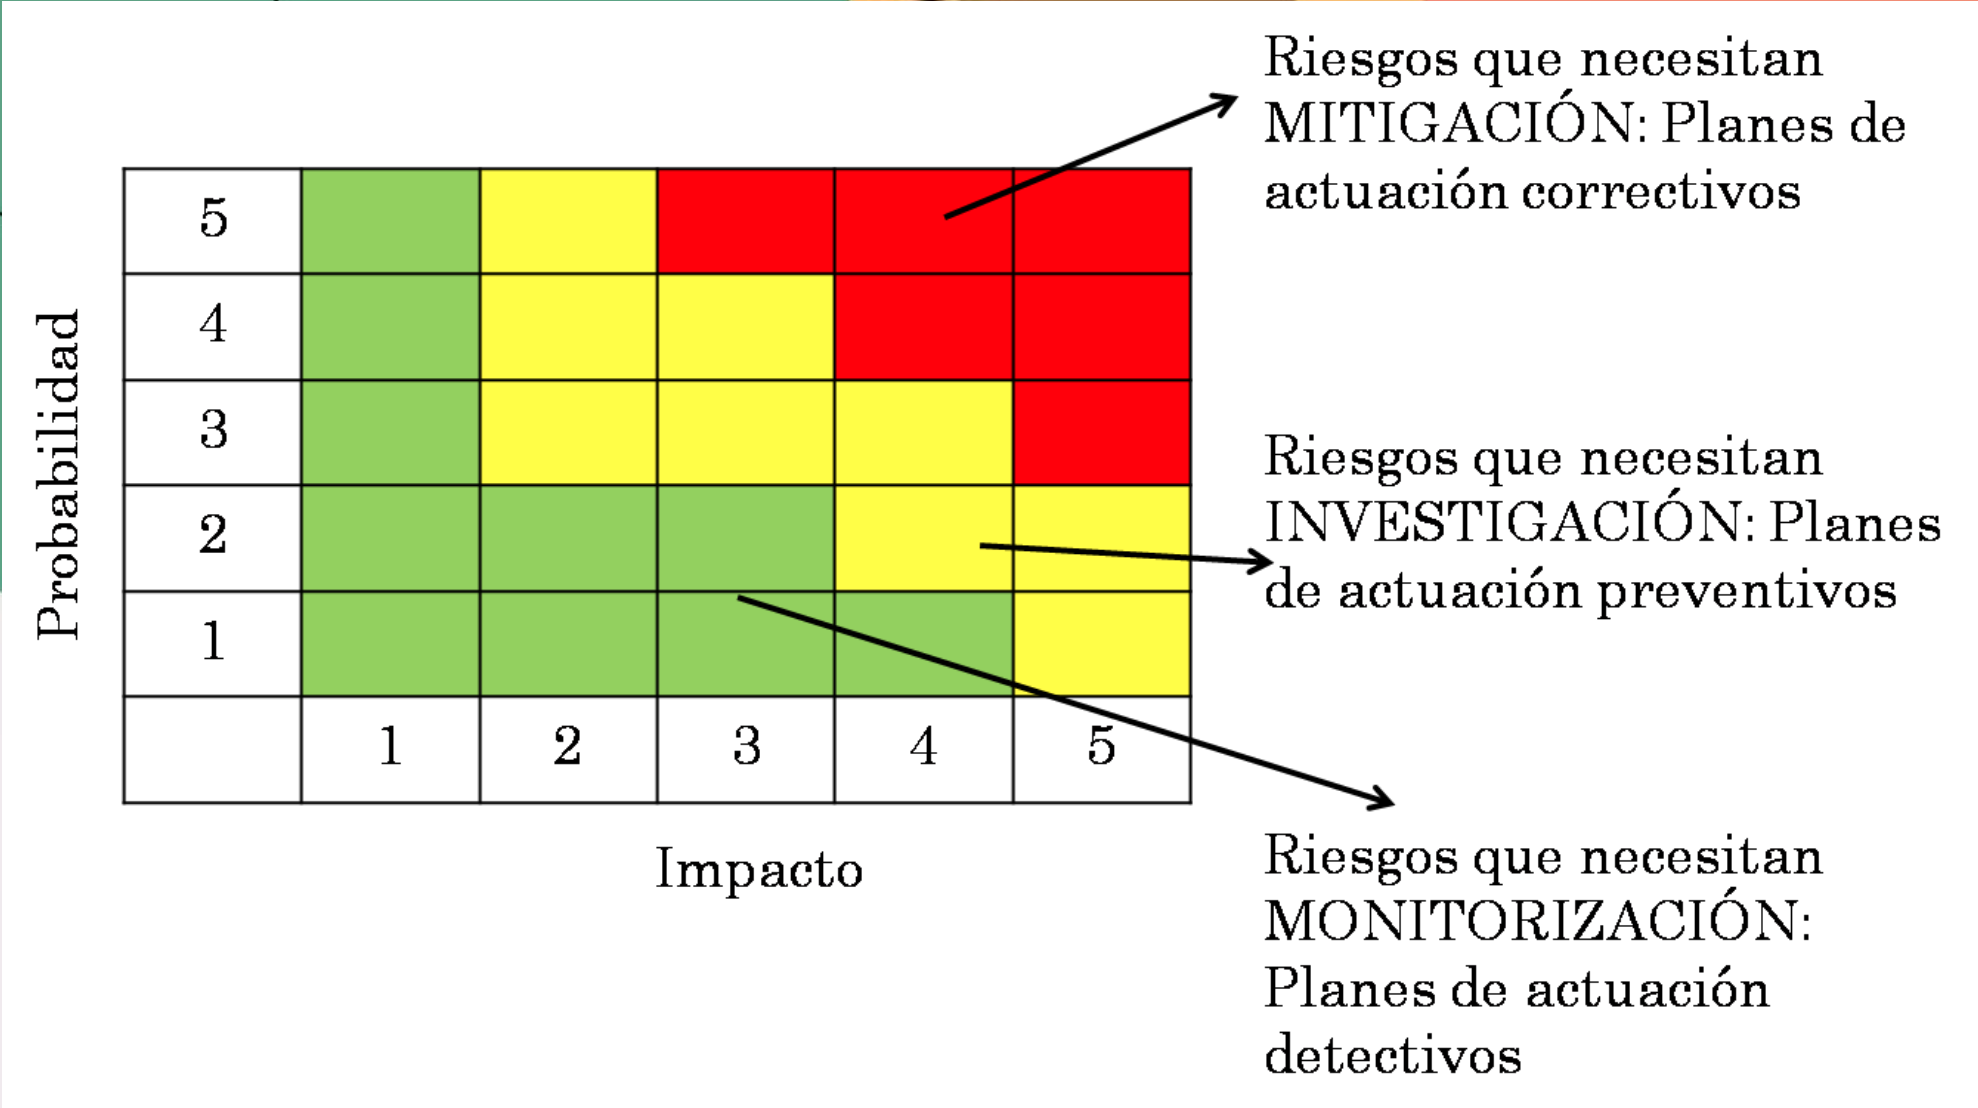 Riesgos que necesitan
MITIGACIÓN: Planes de
actuación correctivos
Probabilidad
5
4
3
2
1
1 2 3 4 5
Impacto
Riesgos que necesitan
INVESTIGACIÓN: Planes
de actuación preventivos
Riesgos que necesitan
MONITORIZACIÓN:
Planes de actuación
detectivos